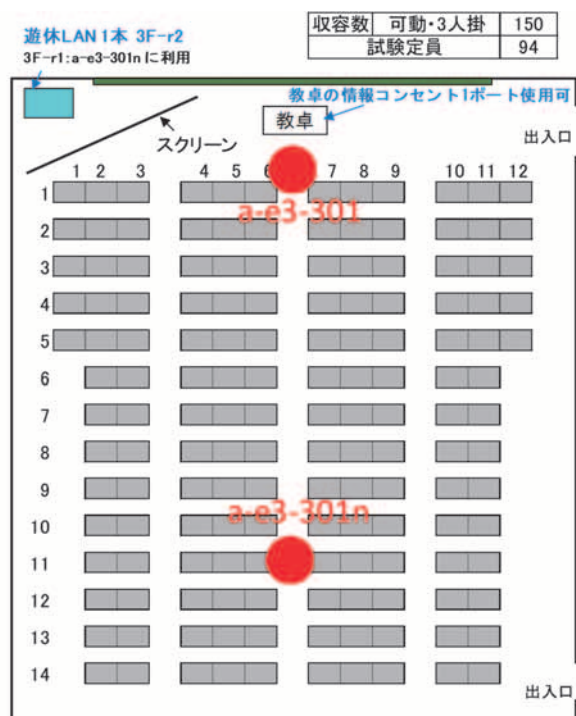 収容数 可動・3人掛 150
試験定員 94
遊休LAN 1本 3F-r2
3F-r1:a-e3-301nに利用
教卓の情報コンセント1ポート使用可
教卓
スクリーン
出入口
1 2 3 4 5 6 7 8 9 10 11 12
1
a-e3-301
2
3
4
5
6
7
8
9
a-e3-301n
10
11
12
13
14
出入口